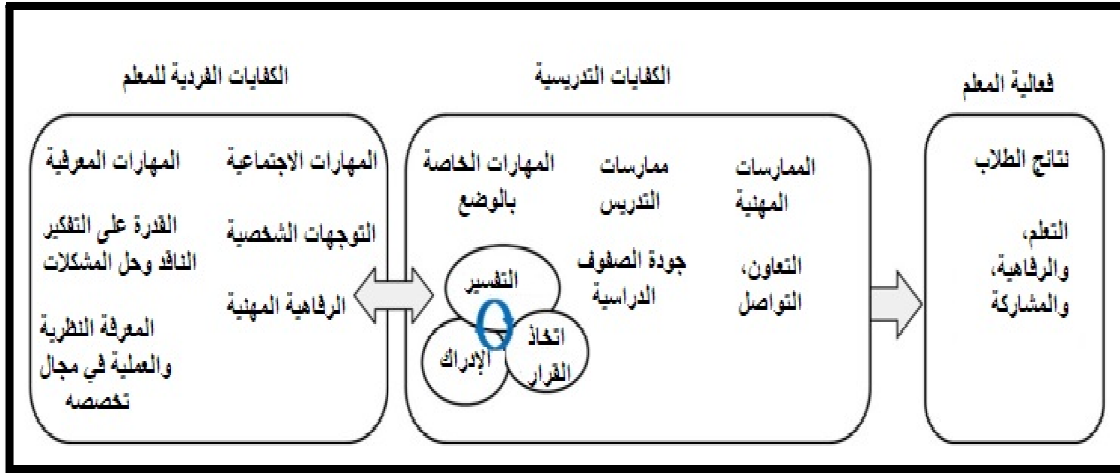 الكفايات الفردية للمعلم
المهارات الاجتماعية
التوجهات الشخصية
الرفاهية المهنية
المهارات المعرفية
القدرة على التفكير
الناقد وحل المشكلات
المعرفة النظرية
والعملية في مجال
تخصصه
الكفايات التدريسية
المهارات الخاصة
بالوضع
التفسير
الإدراك
اتخاذ
القرار
ممارسات
التدريس
جودة الصفوف
الدراسية
الممارسات
المهنية
التعاون،
التواصل
فعالية المعلم
نتائج الطلاب
التعلم،
والرفاهية،
والمشاركة